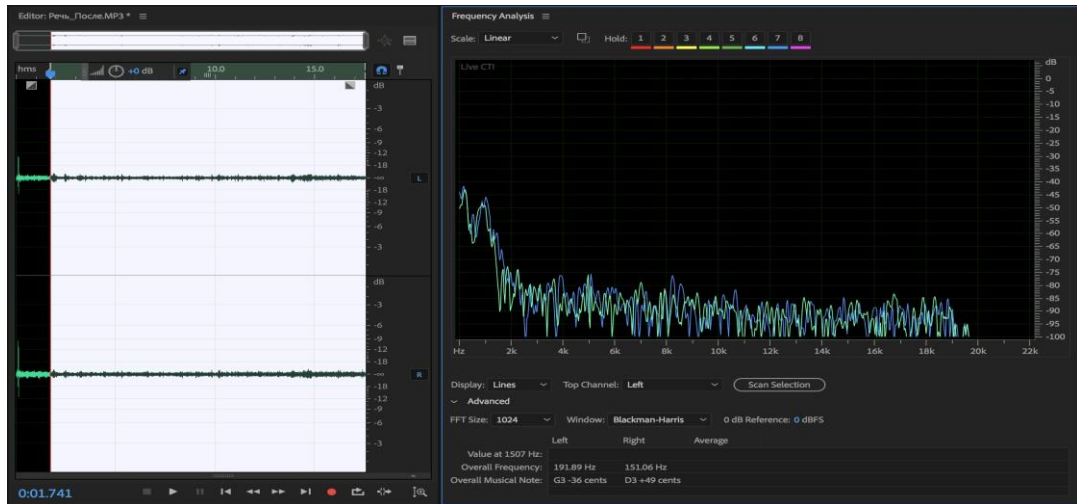 Editor: Речь_После.MP3 *
hms
+0 dB
10.0
15.0
dB
-3
-6
-9
-12
-18
-∞
-18
-12
-9
-6
-3
L
dB
-3
-6
-9
-12
-18
-∞
-18
-12
-9
-6
-3
R
0:01.741
Frequency Analysis
Scale: Linear Hold: 1 2 3 4 5 6 7 8
Live CTI
dB
0
-5
-10
-15
-20
-25
-30
-35
-40
-45
-50
-55
-60
-65
-70
-75
-80
-85
-90
-95
-100
Hz 2k 4k 6k 8k 10k 12k 14k 16k 18k 20k 22k
Display: Lines Top Channel: Left Scan Selection
Advanced
FFT Size: 1024 Window: Blackman-Harris 0 dB Reference: 0 dBFS
Left Right Average
Value at 1507 Hz:
Overall Frequency: 191.89 Hz 151.06 Hz
Overall Musical Note: G3 -36 cents D3 +49 cents